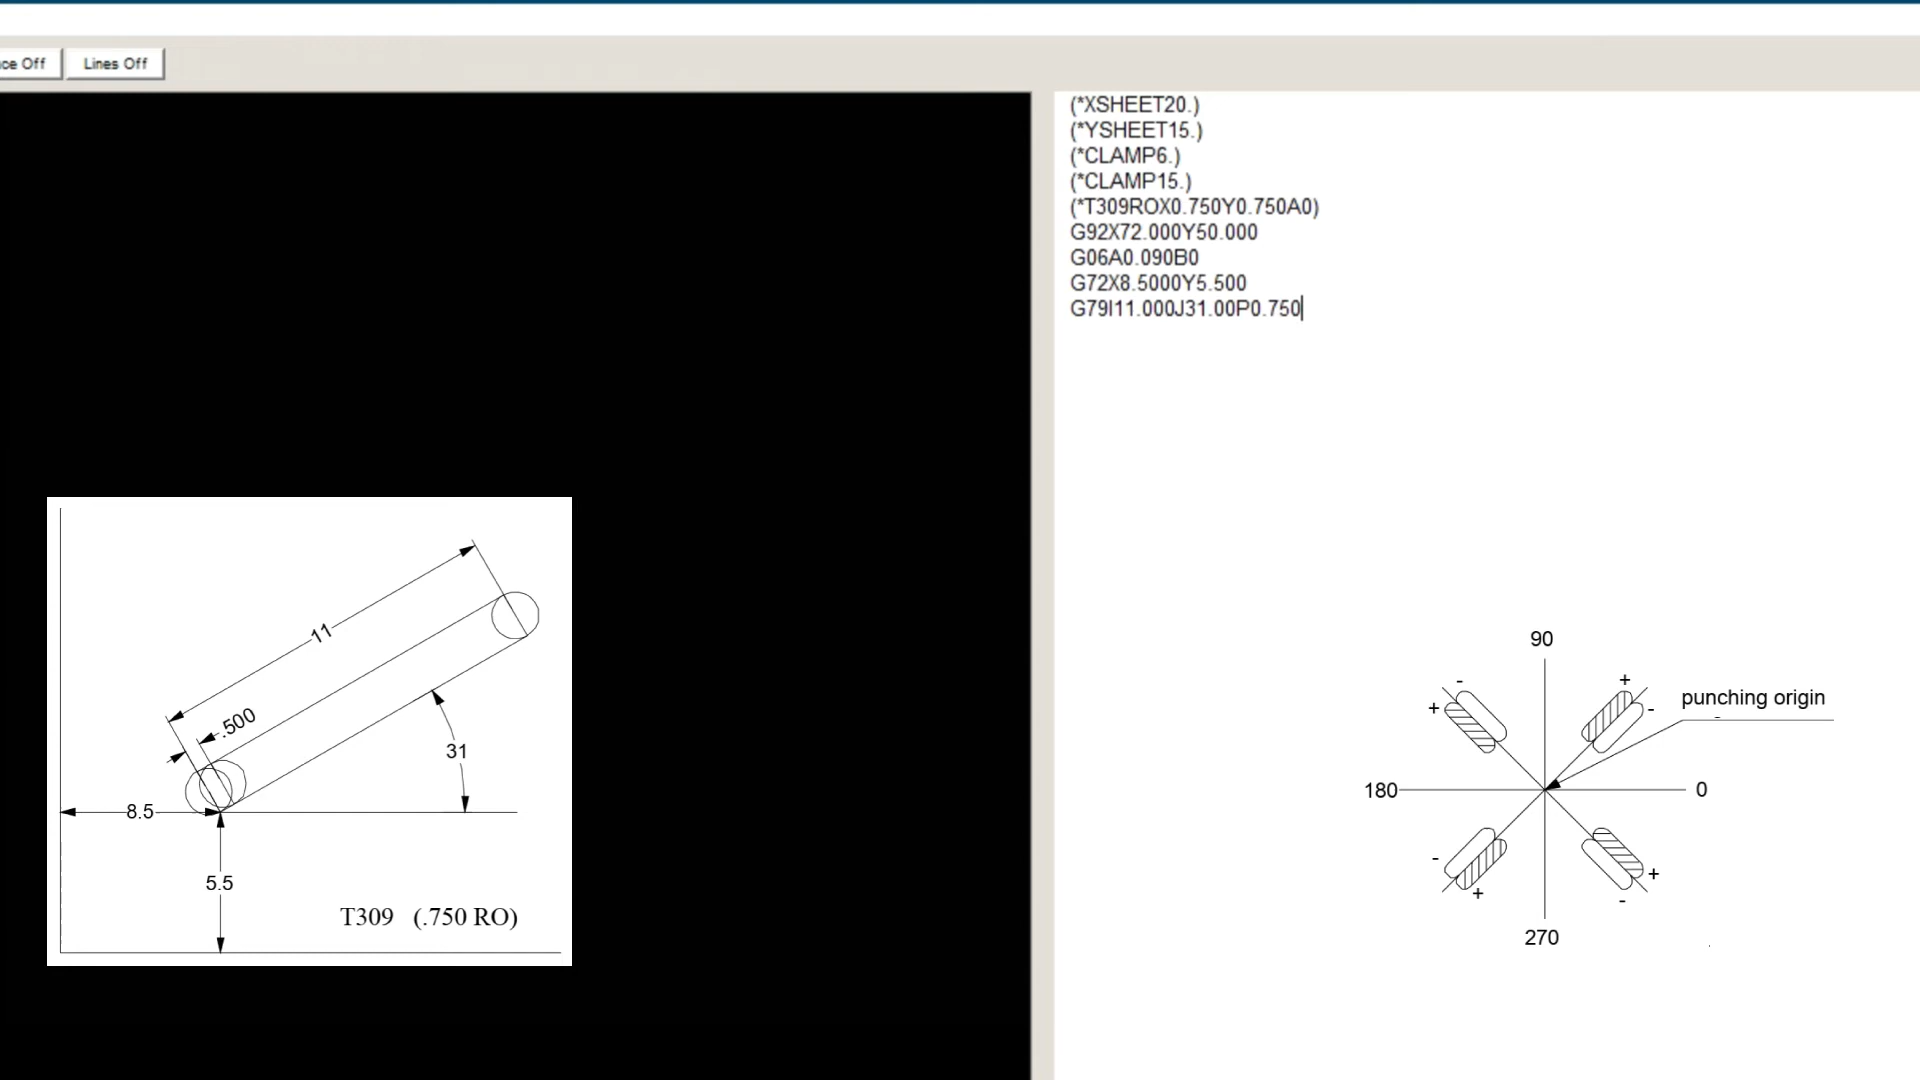 ce Off
Lines Off
(*XSHEET20.)
(*YSHEET15.)
(*CLAMP6.)
(*CLAMP15.)
(*T309ROX0.750Y0.750A0)
G92X72.000Y50.000
G06A0.090B0
G72X8.5000Y5.500
G79I11.000J31.00P0.750
11
.500
31
8.5
5.5
T309 (.750 RO)
90
- +
+ -
punching origin
180 0
- +
+ -
270